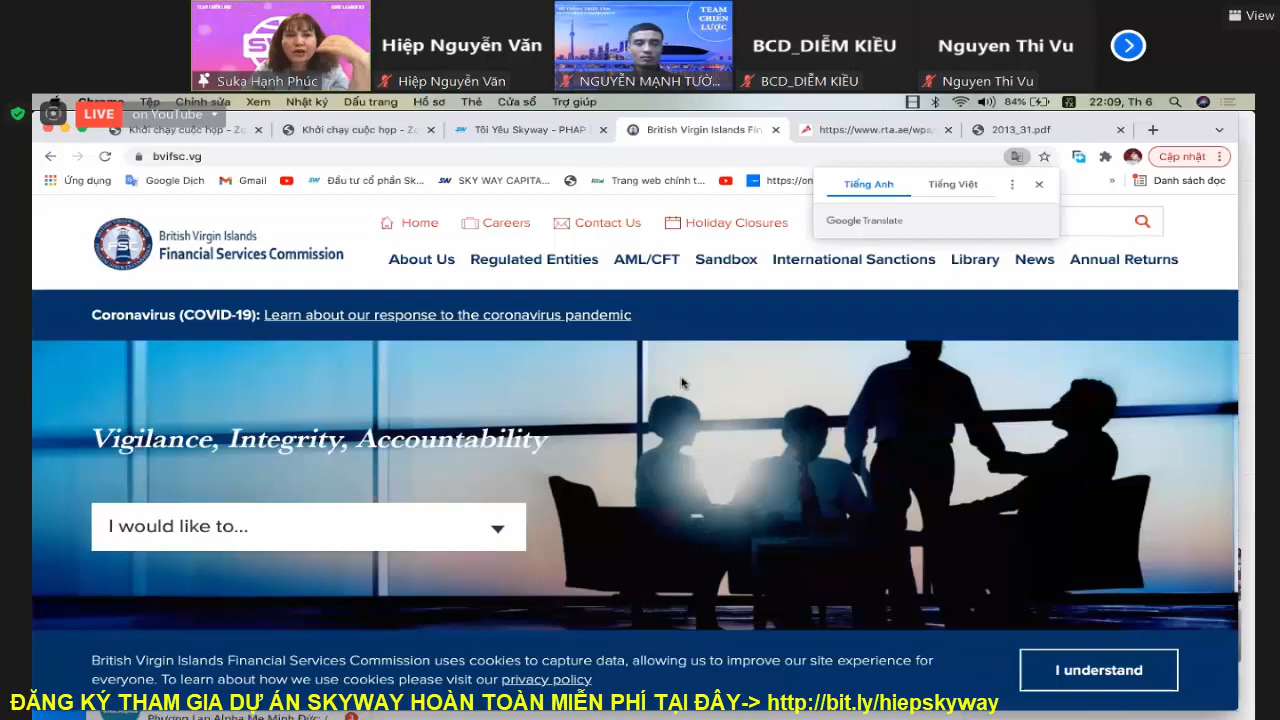 TEAM CHIẾN LƯỢC
TEAM CHIẾN LƯỢC
View
Hiệp Nguyễn Văn
BCD_DIỄM KIỀU
Nguyen Thi Vu
Suka Hạnh Phúc
Hiệp Nguyễn Văn
NGUYỄN MẠNH TƯỜ...
BCD_DIỄM KIỀU
Nguyen Thi Vu
Chrome Tệp Chỉnh sửa Xem Nhật ký Dấu trang Hồ sơ Thẻ Cửa sổ Trợ giúp 84% 22:09, Th 6
LIVE on YouTube
Khởi chạy cuộc họp - Zo Khởi chạy cuộc họp - Zo Tôi Yêu Skyway - PHAP British Virgin Islands Fin https://www.rta.ae/wps 2013_31.pdf
bvifsc.vg Cập nhật
Ứng dụng Google Dịch Gmail Đầu tư cổ phần Sk... SKY WAY CAPITA... Trang web chính t... https://on » Danh sách đọc
Tiếng Anh Tiếng Việt
Google Translate
British Virgin Islands
Financial Services Commission
FSC
Home Careers Contact Us Holiday Closures
About Us Regulated Entities AML/CFT Sandbox International Sanctions Library News Annual Returns
Coronavirus (COVID-19): Learn about our response to the coronavirus pandemic
Vigilance, Integrity, Accountability
I would like to...
British Virgin Islands Financial Services Commission uses cookies to capture data, allowing us to improve our site experience for
everyone. To learn about how we use cookies please visit our privacy policy
I understand
ĐĂNG KÝ THAM GIA DỰ ÁN SKYWAY HOÀN TOÀN MIỄN PHÍ TẠI ĐÂY-> http://bit.ly/hiepskyway